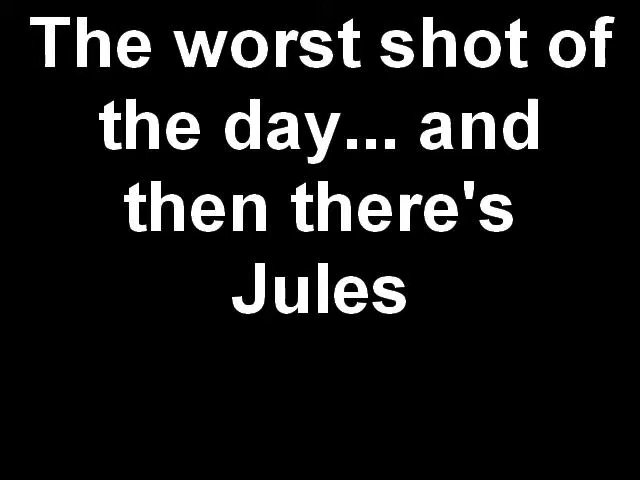 The worst shot of
the day... and
then there's
Jules